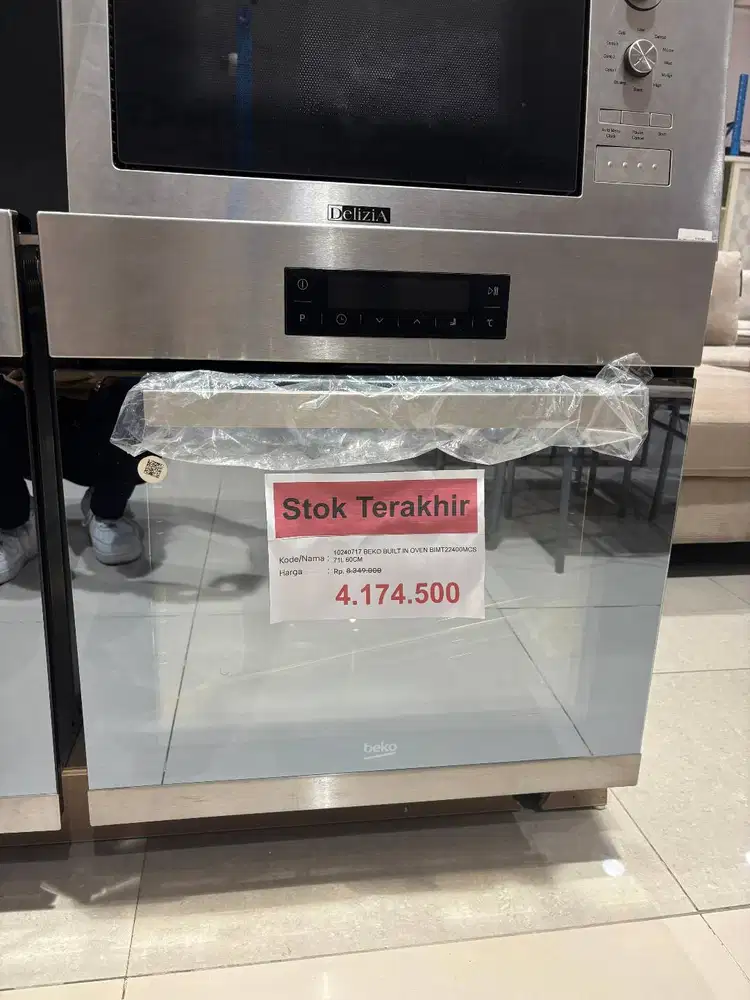 DeliziA
P
°C
Stok Terakhir
Kode/Nama : 10240717 BEKO BUILT IN OVEN BIMT22400MCS
71L 60CM
Harga : Rp. 8.349.000
4.174.500
beko